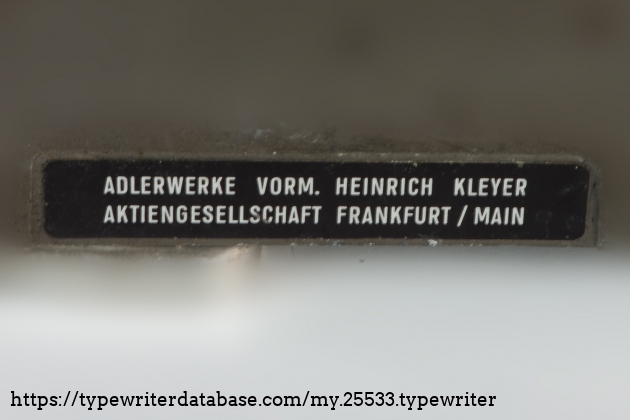 ADLERWERKE VORM. HEINRICH KLEYER
AKTIENGESELLSCHAFT FRANKFURT / MAIN
https://typewriterdatabase.com/my.25533.typewriter